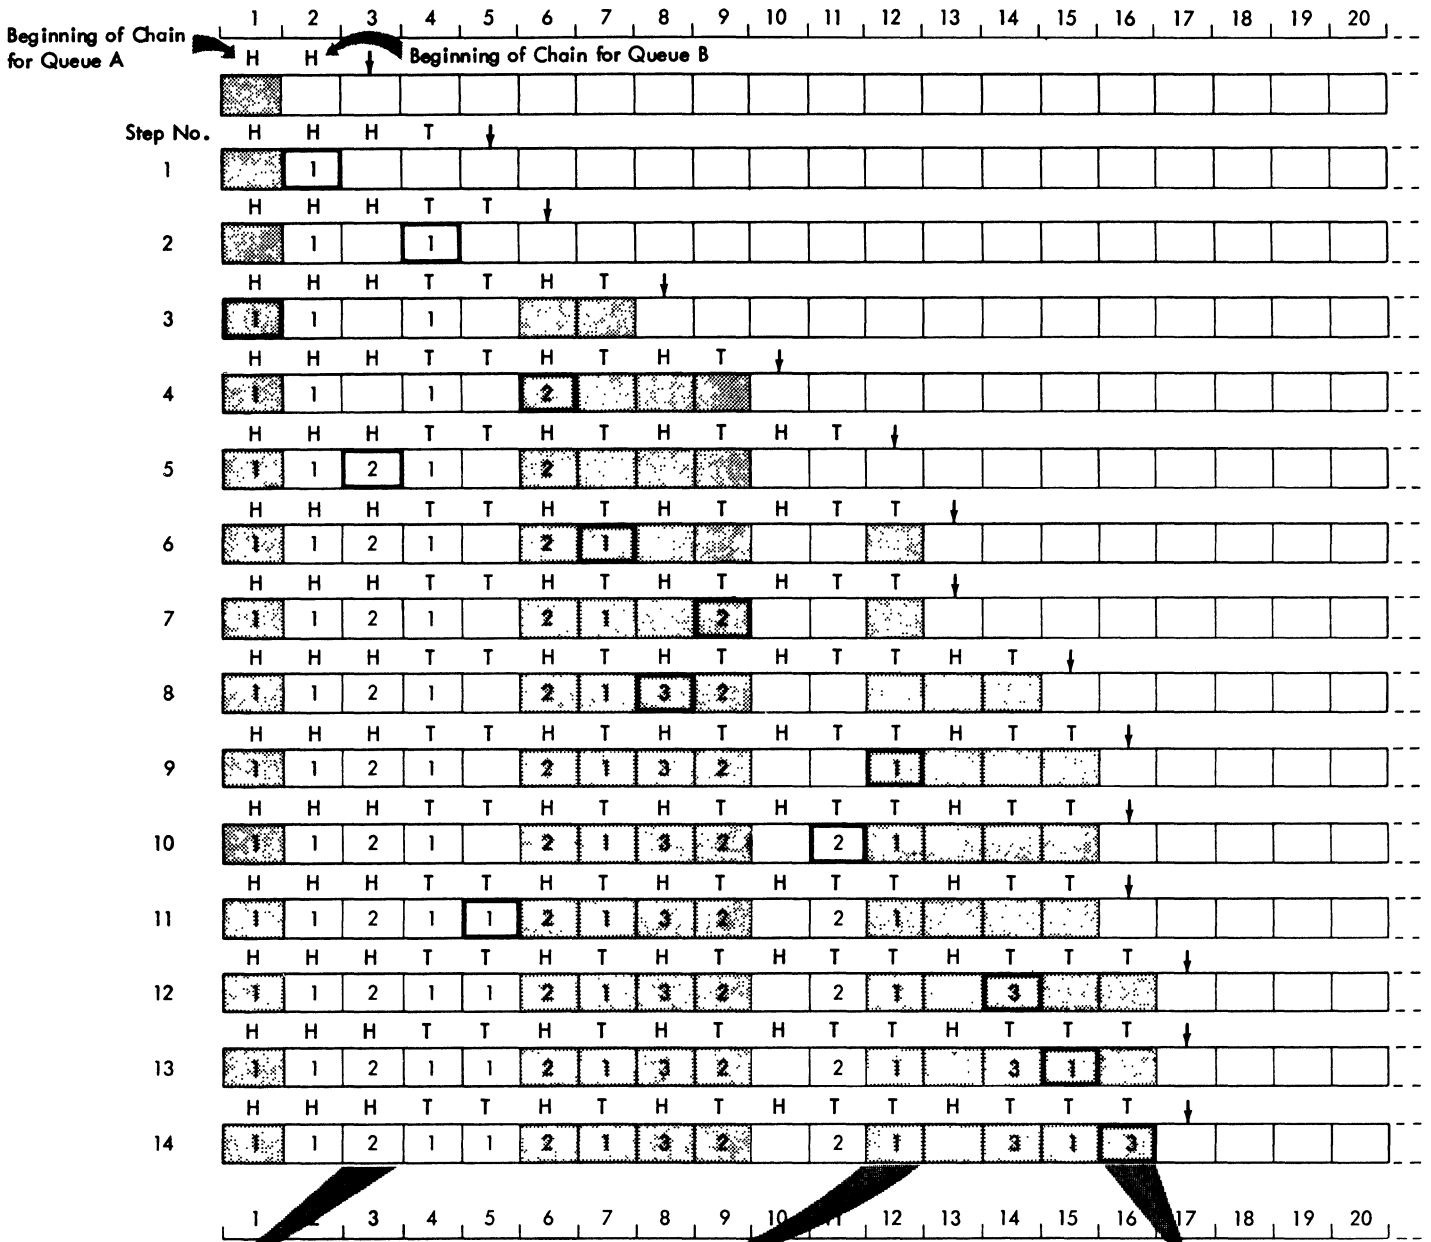 1 2 3 4 5 6 7 8 9 10 11 12 13 14 15 16 17 18 19 20
Beginning of Chain for Queue A
H H Beginning of Chain for Queue B
Step No. H H H T
1 1
H H H T T
2 1 1
H H H T T H T
3 1 1 1
H H H T T H T H T
4 1 1 1 2
H H H T T H T H T H T
5 1 1 2 1 2
H H H T T H T H T H T T
6 1 1 2 1 2 1
H H H T T H T H T H T T
7 1 1 2 1 2 1 2
H H H T T H T H T H T T H T
8 1 1 2 1 2 1 3 2
H H H T T H T H T H T T H T T
9 1 1 2 1 2 1 3 2 1
H H H T T H T H T H T T H T T
10 1 1 2 1 2 1 3 2 2 1
H H H T T H T H T H T T H T T
11 1 1 2 1 1 2 1 3 2 2 1
H H H T T H T H T H T T H T T T
12 1 1 2 1 1 2 1 3 2 2 1 3
H H H T T H T H T H T T H T T T
13 1 1 2 1 1 2 1 3 2 2 1 3 1
H H H T T H T H T H T T H T T T
14 1 1 2 1 1 2 1 3 2 2 1 3 1 3
1 2 3 4 5 6 7 8 9 10 11 12 13 14 15 16 17 18 19 20